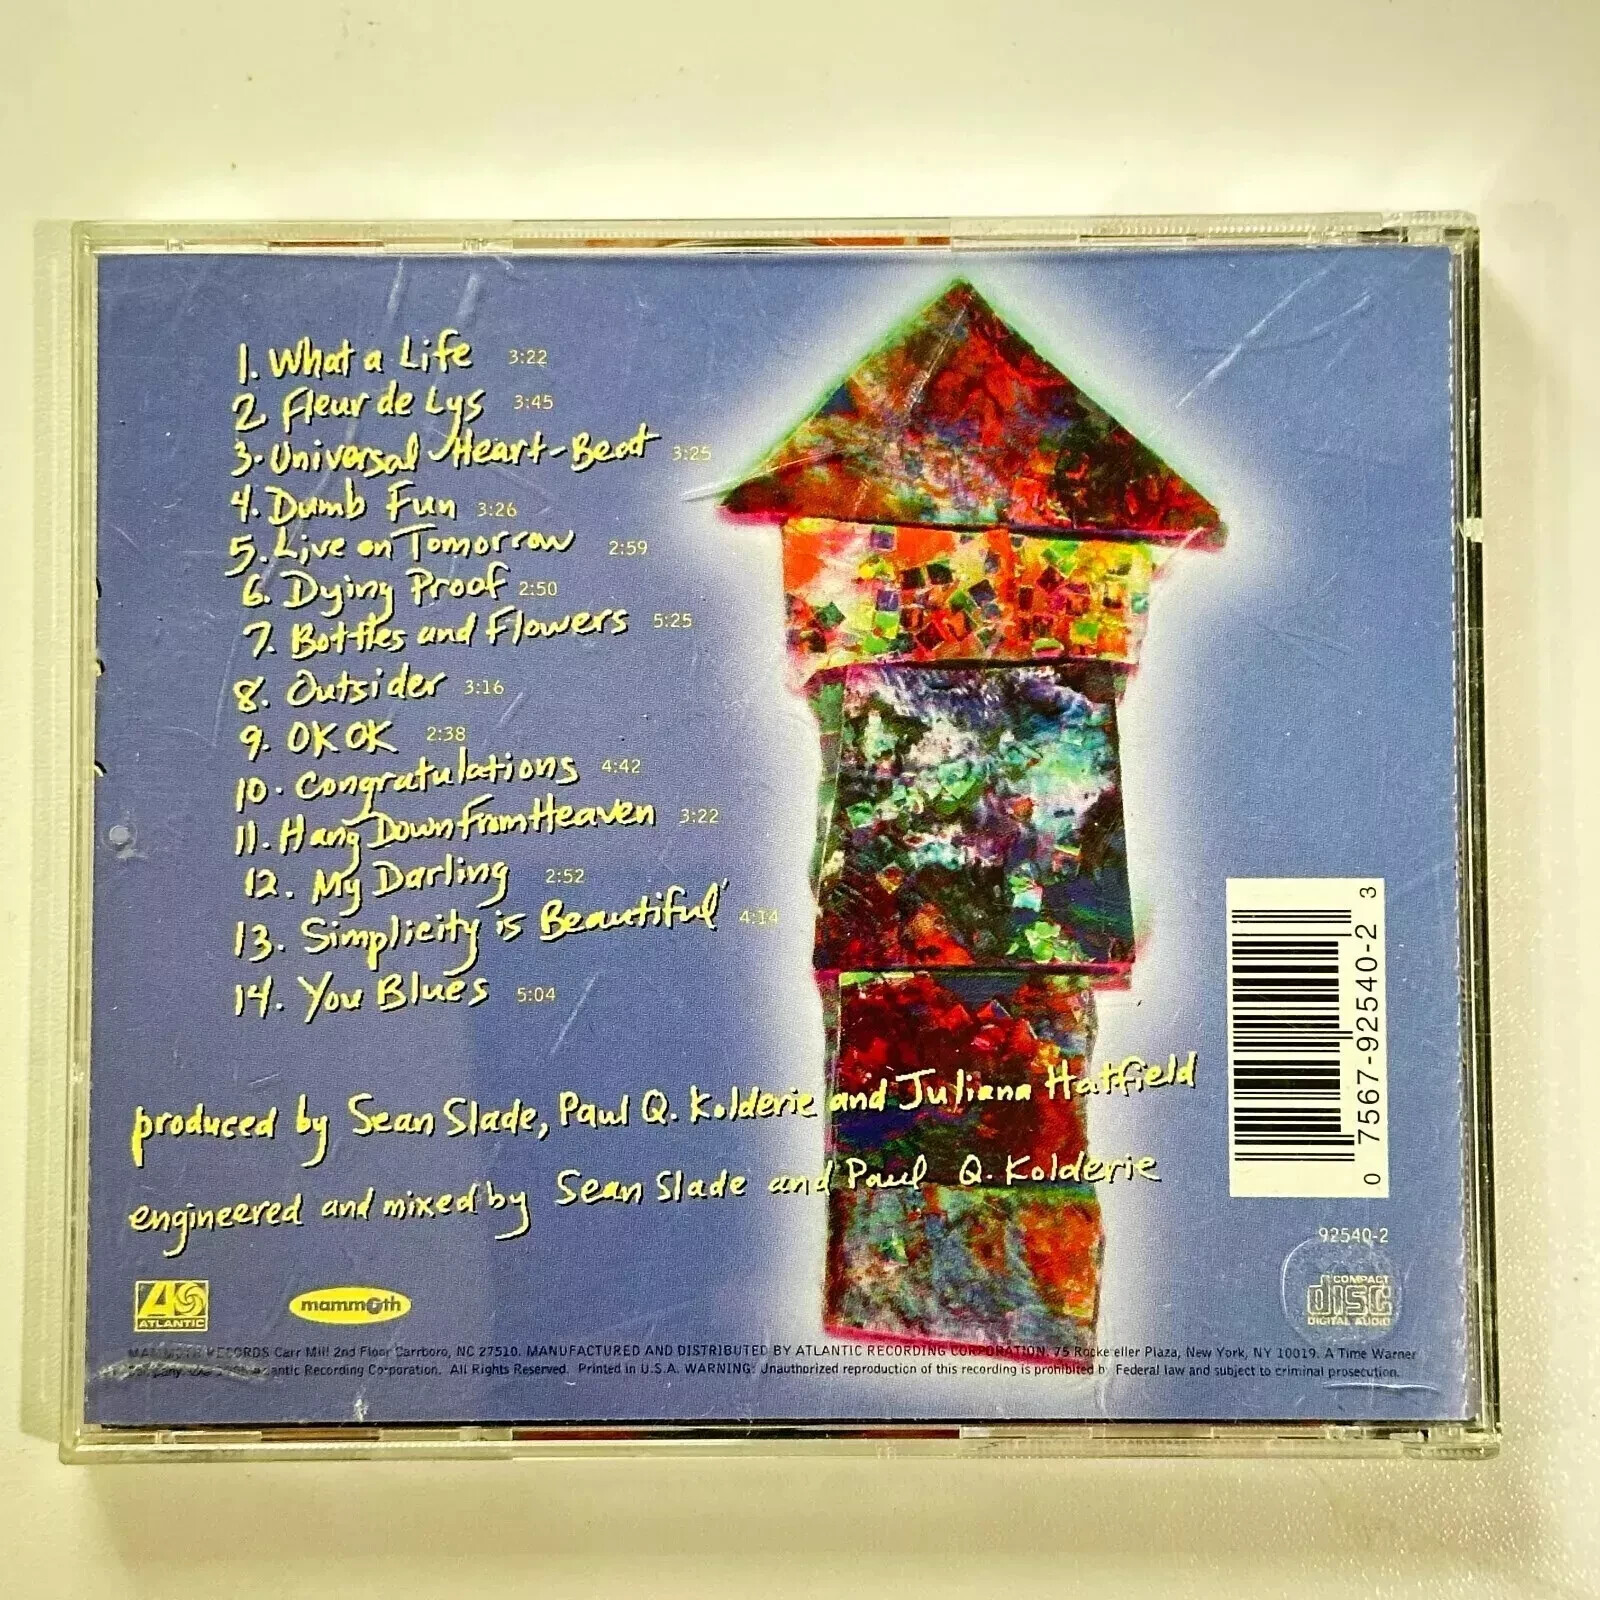 1. What a Life 3:22
2 Fleur de Lys 3:45
3. Universal Heart-Beat 3:25
4. Dumb Fun 3:26
5. Live on Tomorrow 2:59
6. Dying Proof 2:50
7. Bottles and Flowers 5:25
8. Outsider 3:16
9. OK OK 2:38
10. Congratulations 4:42
11. Hang Down From Heaven 3:22
12. My Darling 2:52
13. Simplicity is Beautiful 4:14
14. You Blues 5:04
produced by Sean Slade, Paul Q. Kolderie and Juliana Hatfield
engineered and mixed by Sean Slade and Paul Q. Kolderie
0 7567-92540-2 3
92540-2
COMPACT
disc
DIGITAL AUDIO
ATLANTIC
mammoth
MAMMOTH RECORDS Carr Mill 2nd Floor Carrboro, NC 27510. MANUFACTURED AND DISTRIBUTED BY ATLANTIC RECORDING CORPORATION, 75 Rockefeller Plaza, New York, NY 10019. A Time Warner
Company. Atlantic Recording Corporation. All Rights Reserved. Printed in U.S.A. WARNING: Unauthorized reproduction of this recording is prohibited by Federal law and subject to criminal prosecution.